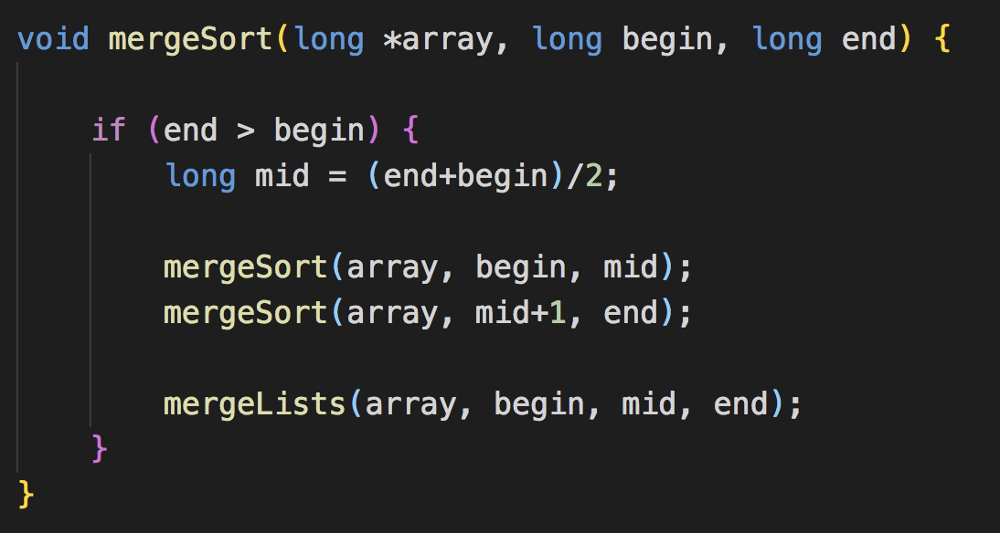 void mergeSort(long *array, long begin, long end) {
if (end > begin) {
long mid = (end+begin)/2;
mergeSort(array, begin, mid);
mergeSort(array, mid+1, end);
mergeLists(array, begin, mid, end);
}
}